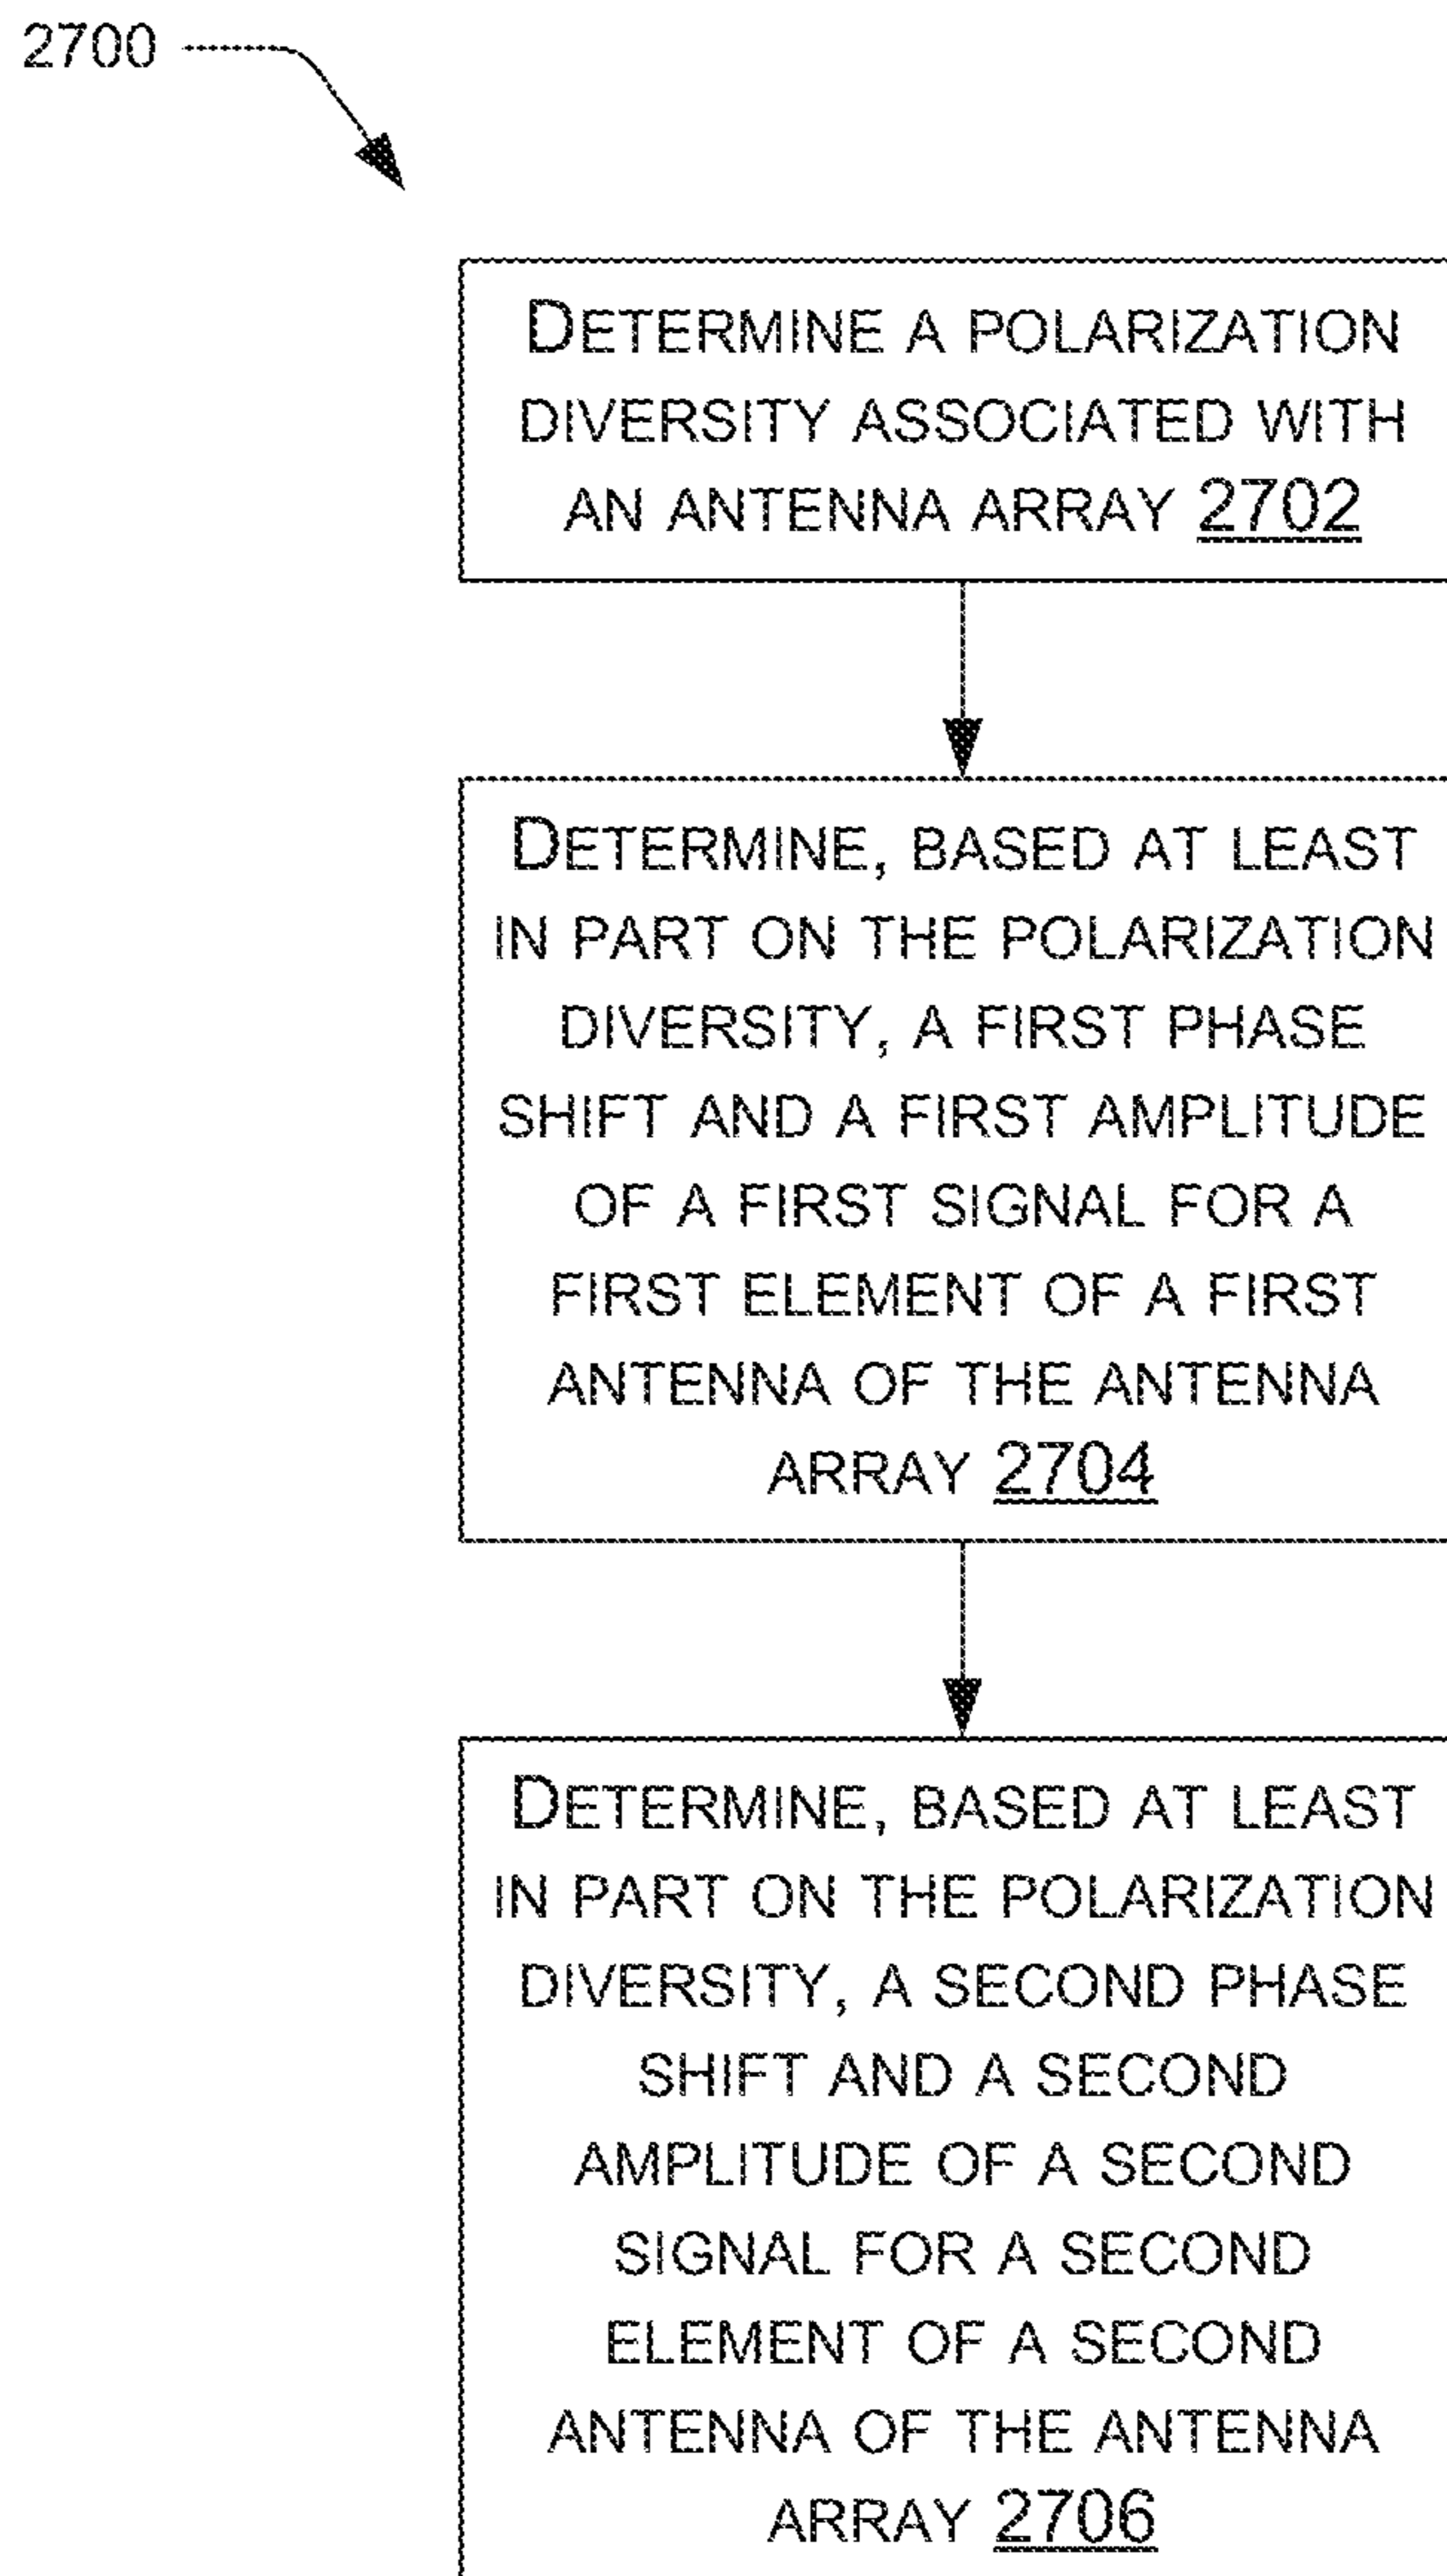 2700
DETERMINE A POLARIZATION
DIVERSITY ASSOCIATED WITH
AN ANTENNA ARRAY 2702
DETERMINE, BASED AT LEAST
IN PART ON THE POLARIZATION
DIVERSITY, A FIRST PHASE
SHIFT AND A FIRST AMPLITUDE
OF A FIRST SIGNAL FOR A
FIRST ELEMENT OF A FIRST
ANTENNA OF THE ANTENNA
ARRAY 2704
DETERMINE, BASED AT LEAST
IN PART ON THE POLARIZATION
DIVERSITY, A SECOND PHASE
SHIFT AND A SECOND
AMPLITUDE OF A SECOND
SIGNAL FOR A SECOND
ELEMENT OF A SECOND
ANTENNA OF THE ANTENNA
ARRAY 2706